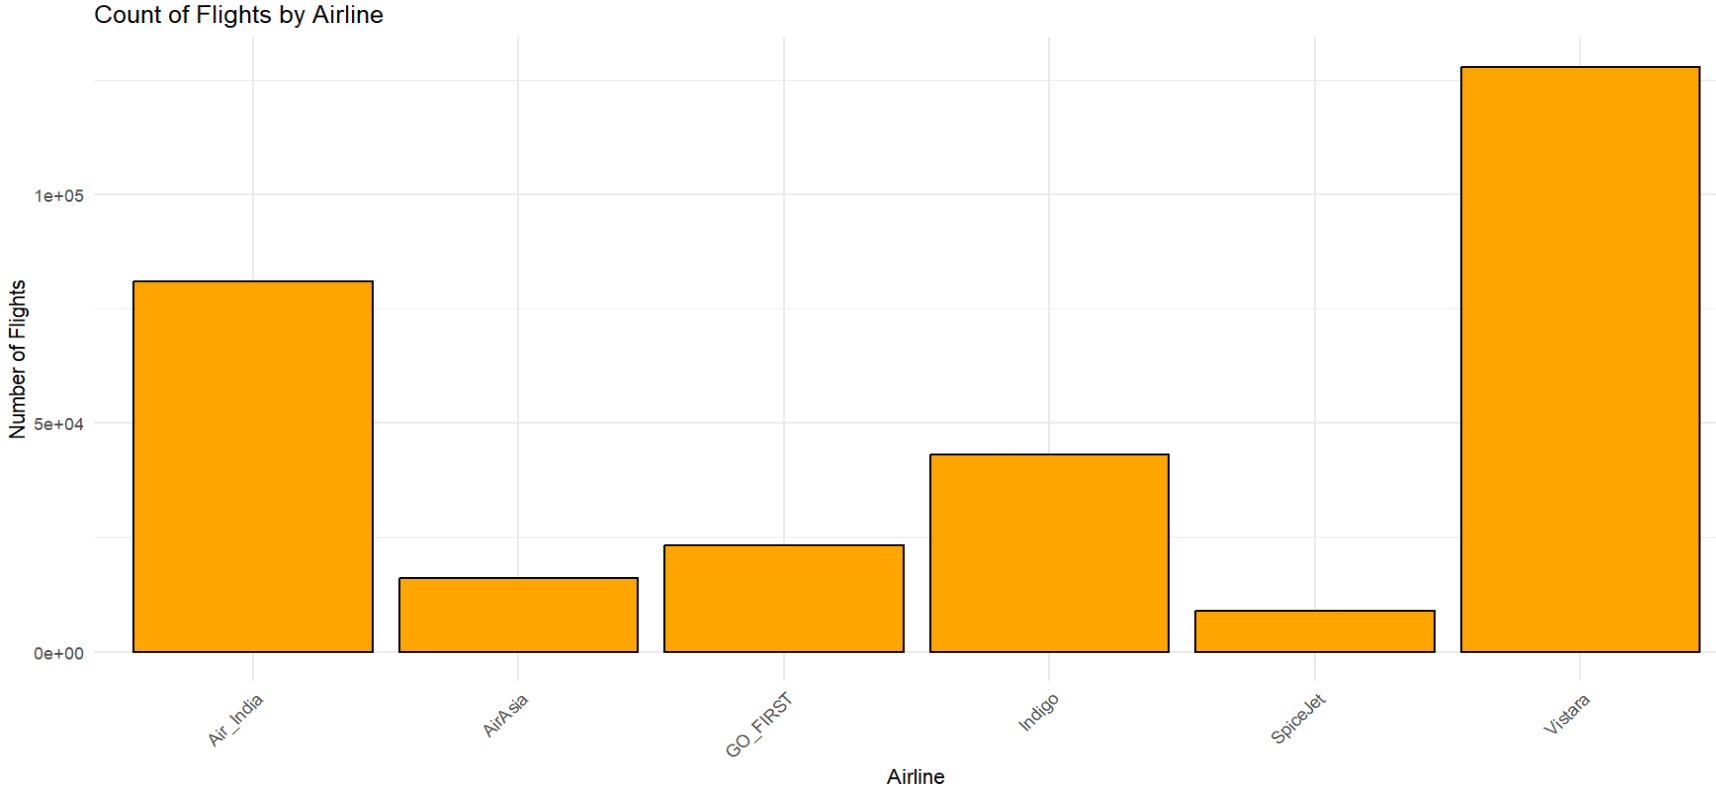 Count of Flights by Airline
Number of Flights
1e+05
5e+04
0e+00
Air_India
AirAsia
GO_FIRST
Indigo
SpiceJet
Vistara
Airline